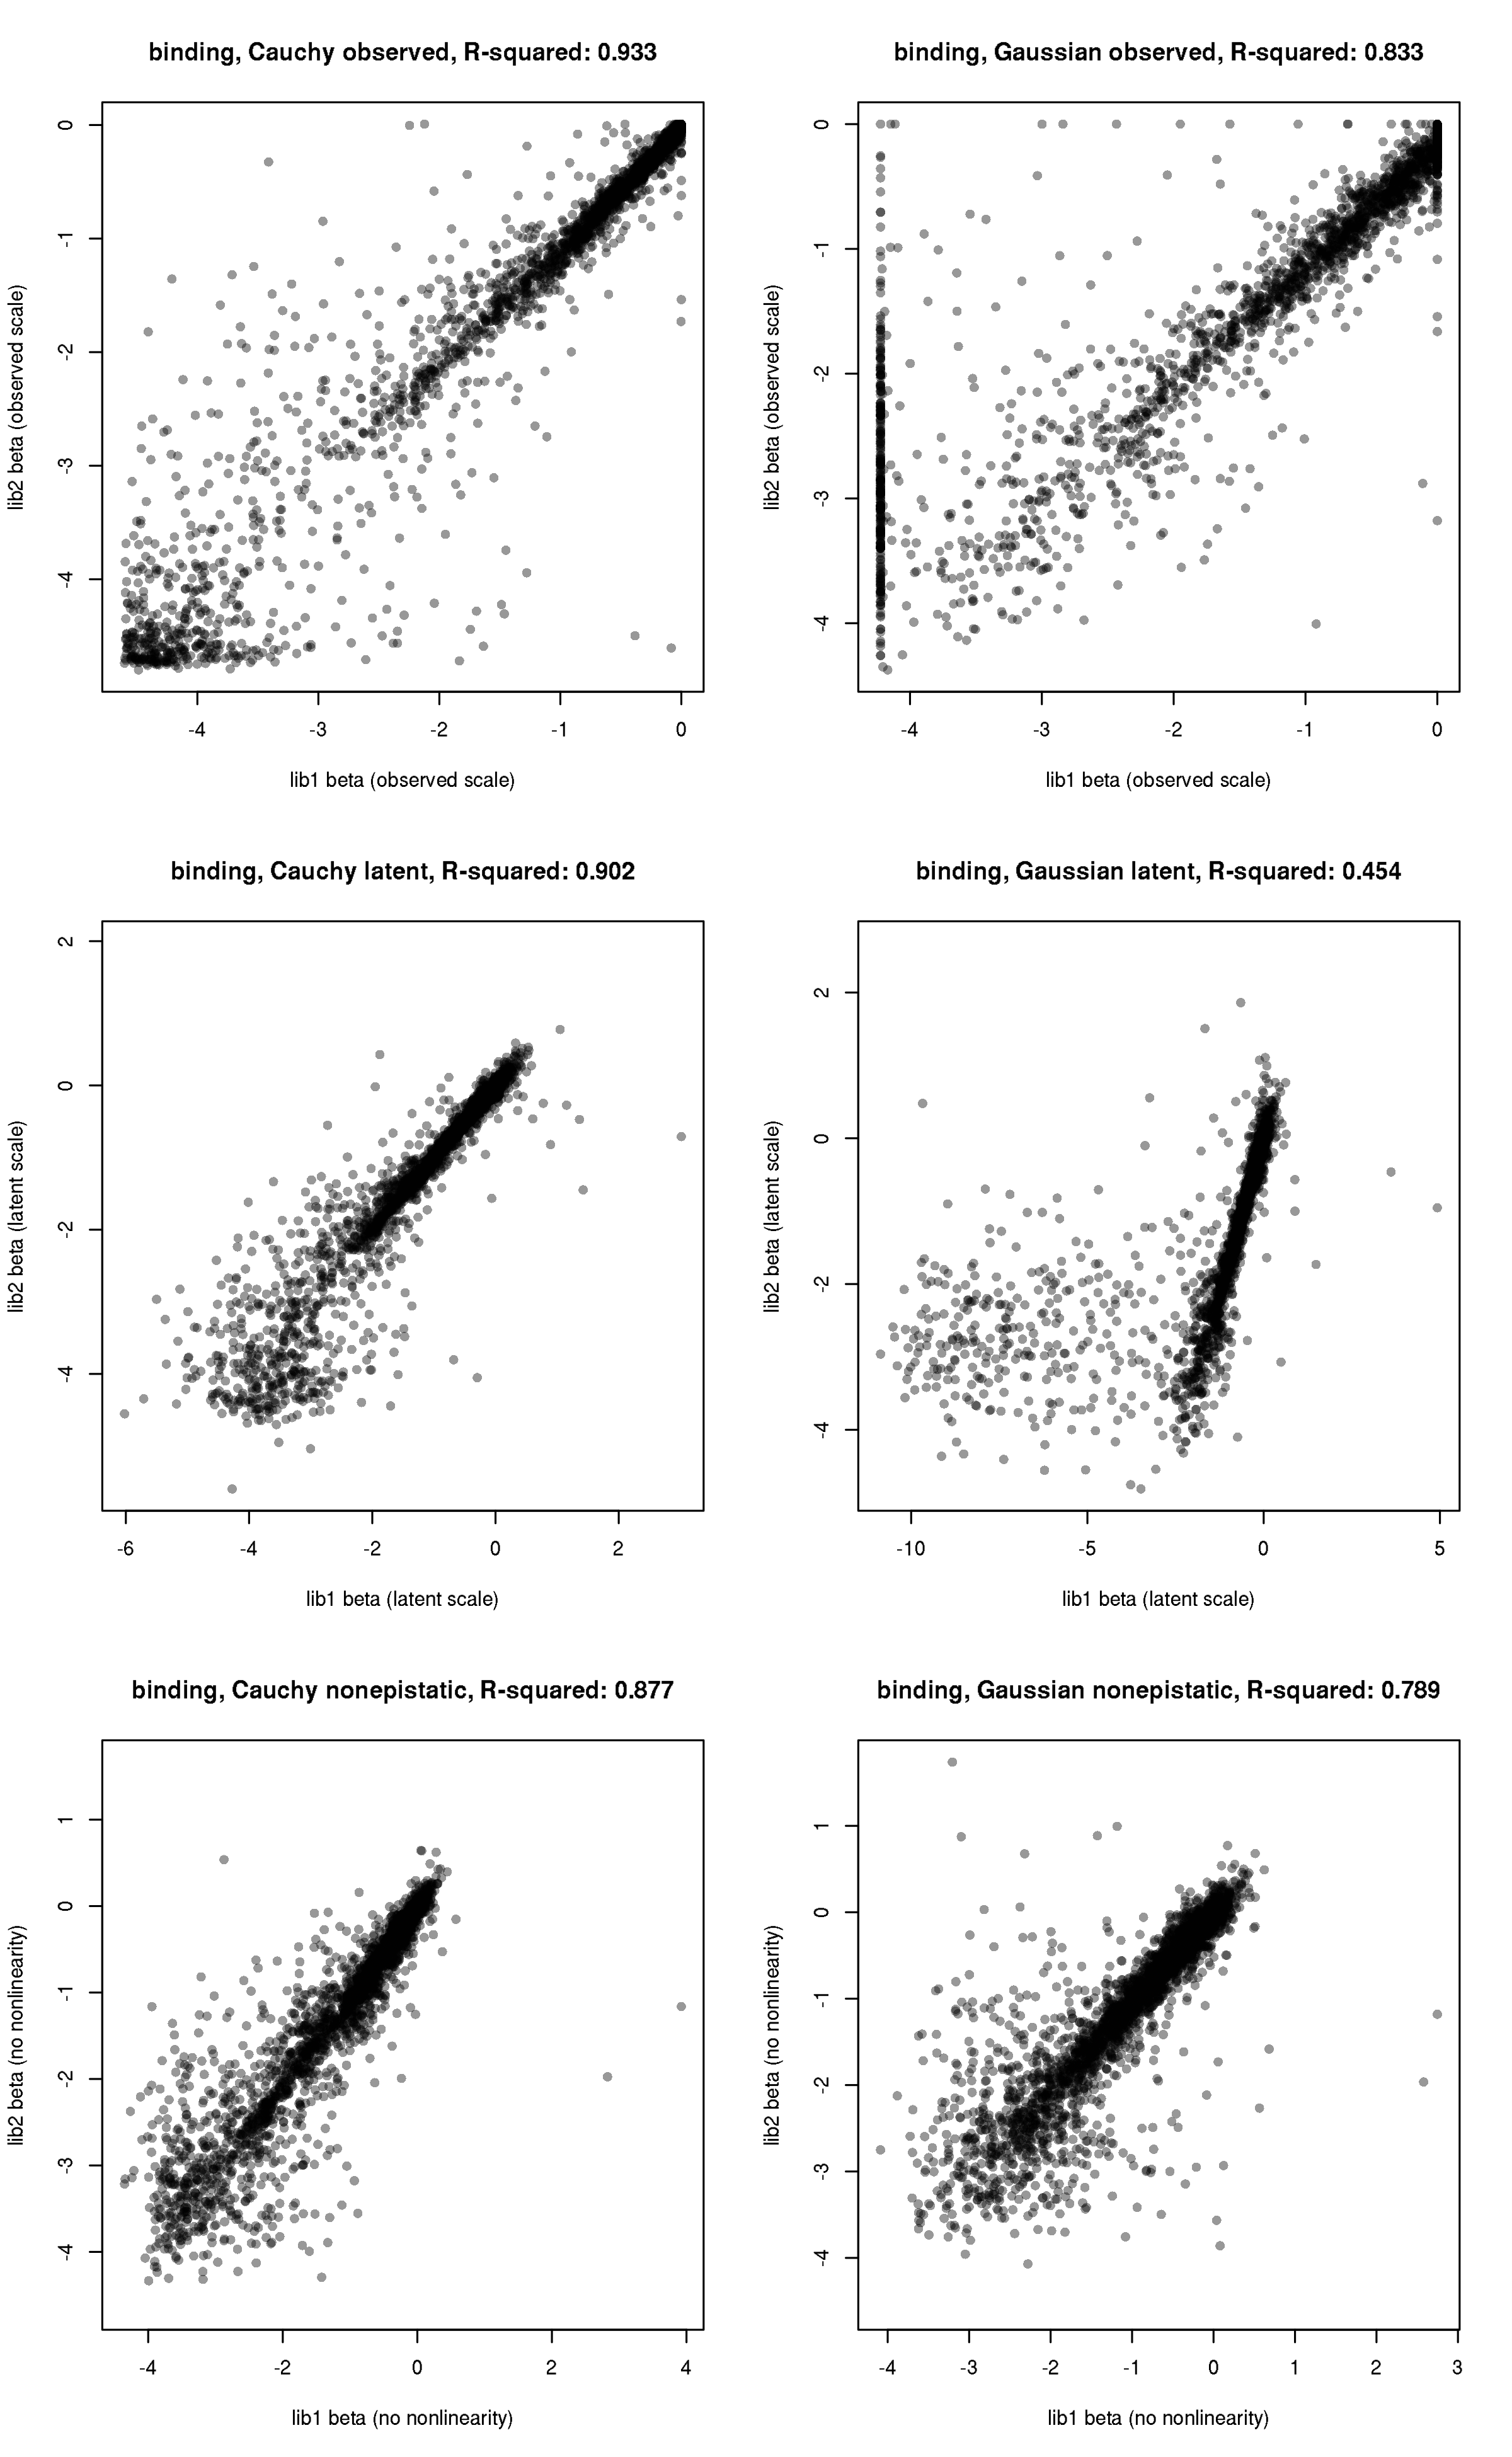 binding, Cauchy observed, R-squared: 0.933
lib2 beta (observed scale)
0
-1
-2
-3
-4
-4 -3 -2 -1 0
lib1 beta (observed scale)
binding, Gaussian observed, R-squared: 0.833
lib2 beta (observed scale)
0
-1
-2
-3
-4
-4 -3 -2 -1 0
lib1 beta (observed scale)
binding, Cauchy latent, R-squared: 0.902
lib2 beta (latent scale)
2
0
-2
-4
-6 -4 -2 0 2
lib1 beta (latent scale)
binding, Gaussian latent, R-squared: 0.454
lib2 beta (latent scale)
2
0
-2
-4
-10 -5 0 5
lib1 beta (latent scale)
binding, Cauchy nonepistatic, R-squared: 0.877
lib2 beta (no nonlinearity)
1
0
-1
-2
-3
-4
-4 -2 0 2 4
lib1 beta (no nonlinearity)
binding, Gaussian nonepistatic, R-squared: 0.789
lib2 beta (no nonlinearity)
1
0
-1
-2
-3
-4
-4 -3 -2 -1 0 1 2 3
lib1 beta (no nonlinearity)